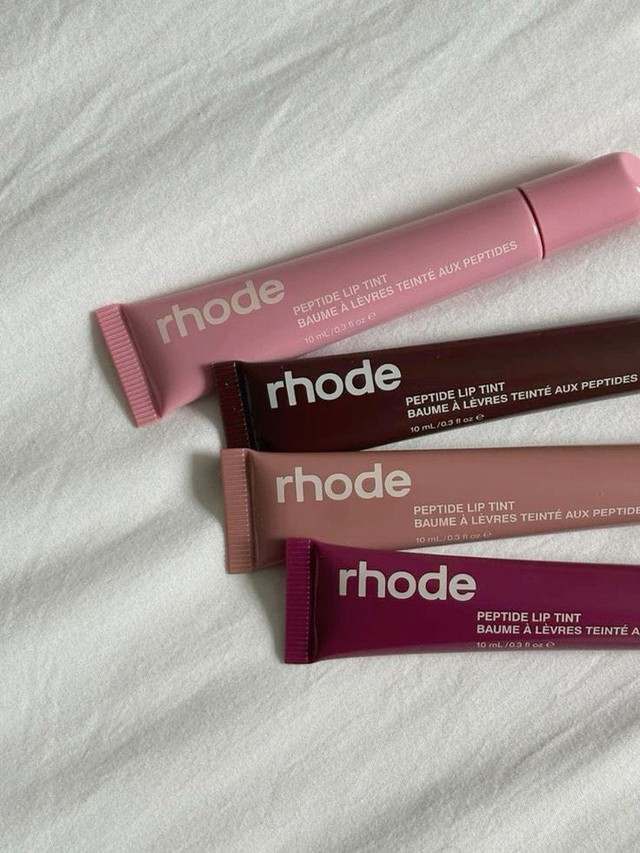 rhode
PEPTIDE LIP TINT
BAUME À LÈVRES TEINTÉ AUX PEPTIDES
10 mL / 0.3 fl oz ℮
rhode
PEPTIDE LIP TINT
BAUME À LÈVRES TEINTÉ AUX PEPTIDES
10 mL / 0.3 fl oz ℮
rhode
PEPTIDE LIP TINT
BAUME À LÈVRES TEINTÉ AUX PEPTIDE
10 mL / 0.3 fl oz ℮
rhode
PEPTIDE LIP TINT
BAUME À LÈVRES TEINTÉ A
10 mL / 0.3 fl oz ℮